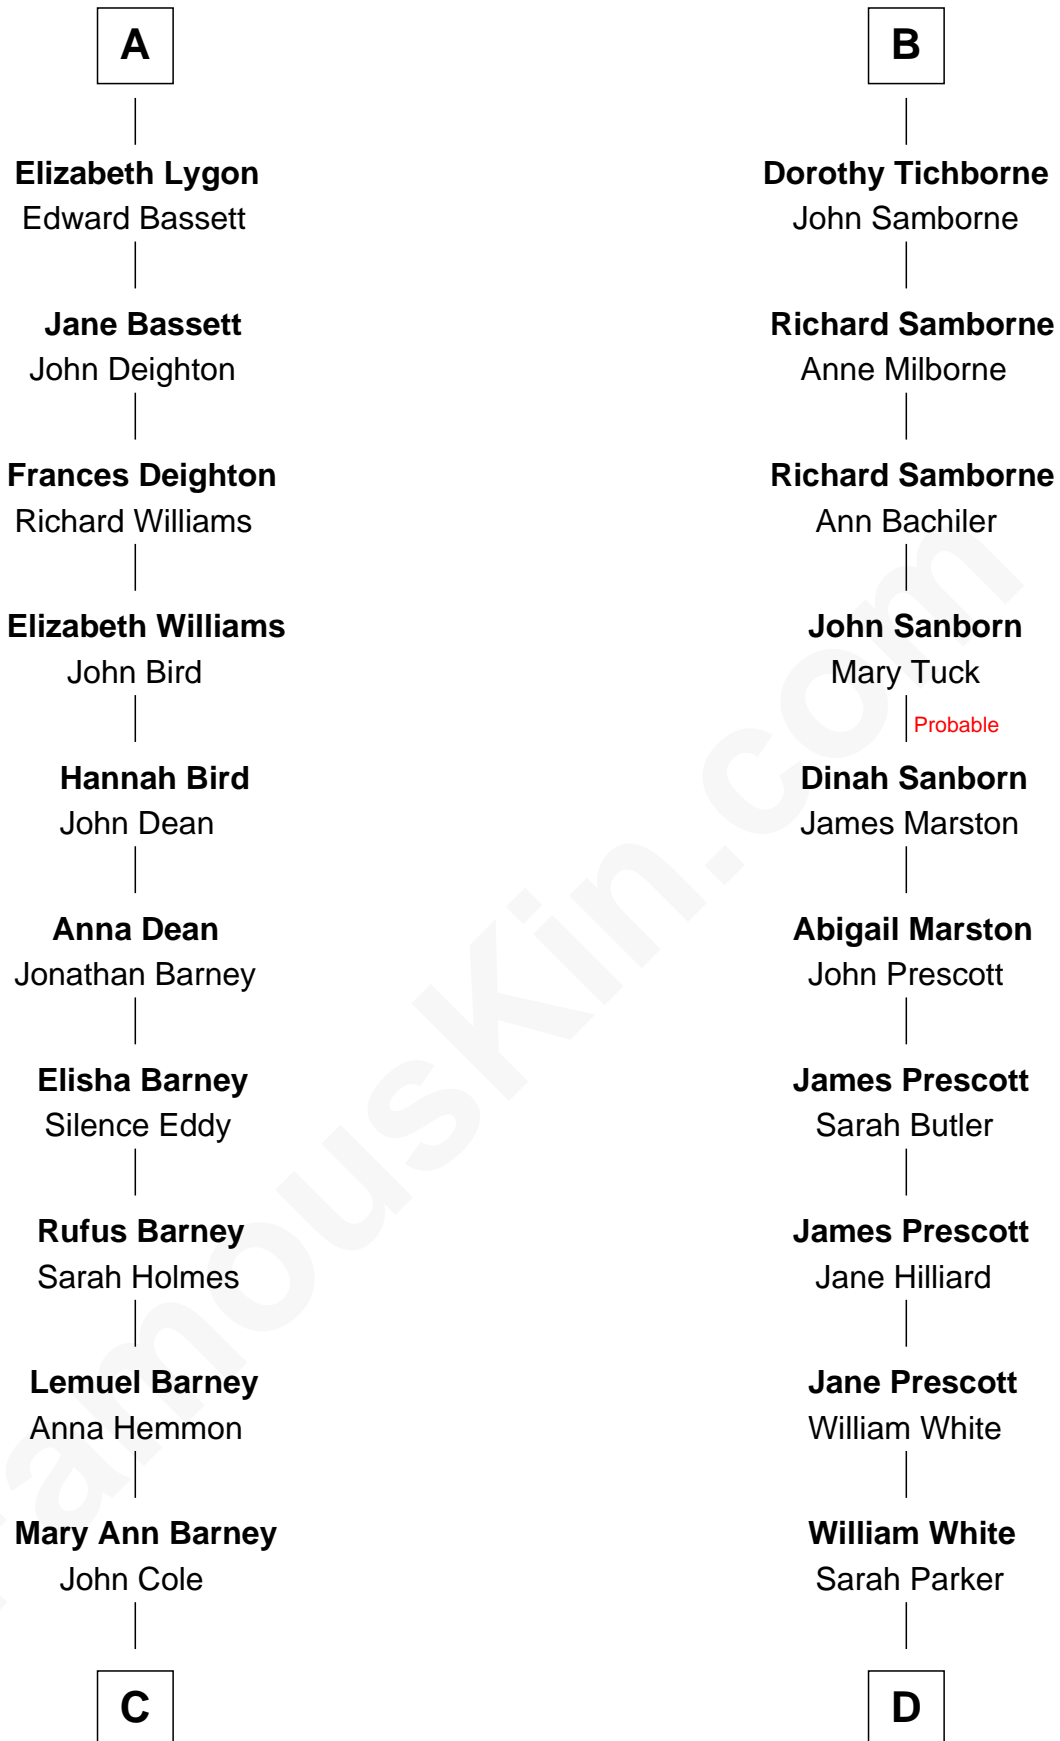 A
Elizabeth Lygon
Edward Bassett
Jane Bassett
John Deighton
Frances Deighton
Richard Williams
Elizabeth Williams
John Bird
Hannah Bird
John Dean
Anna Dean
Jonathan Barney
Elisha Barney
Silence Eddy
Rufus Barney
Sarah Holmes
Lemuel Barney
Anna Hemmon
Mary Ann Barney
John Cole
C
B
Dorothy Tichborne
John Samborne
Richard Samborne
Anne Milborne
Richard Samborne
Ann Bachiler
John Sanborn
Mary Tuck
Probable
Dinah Sanborn
James Marston
Abigail Marston
John Prescott
James Prescott
Sarah Butler
James Prescott
Jane Hilliard
Jane Prescott
William White
William White
Sarah Parker
D
FamousKin.com